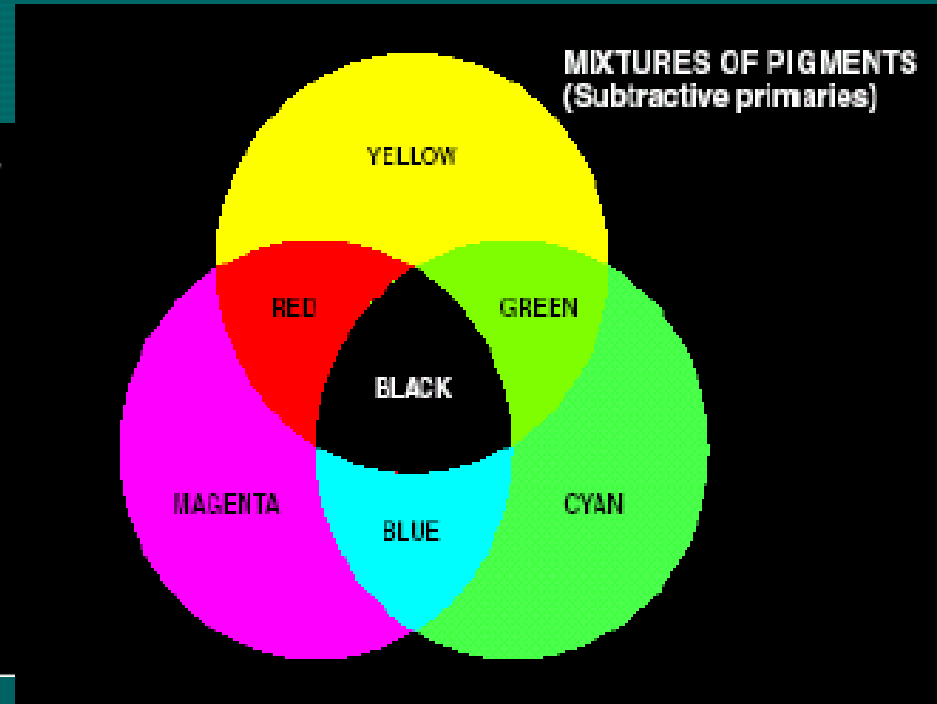 MIXTURES OF PIGMENTS
(Subtractive primaries)
YELLOW
RED
GREEN
BLACK
MAGENTA
CYAN
BLUE